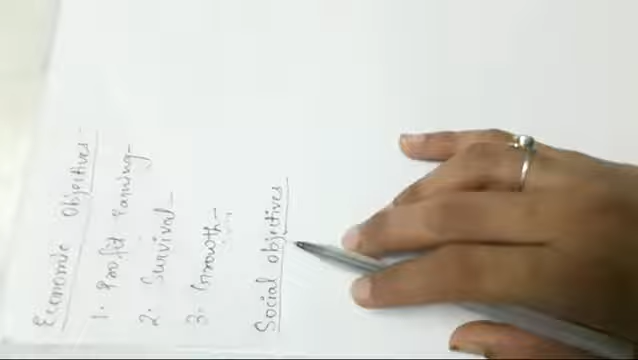 Economic Objectives -
1. Profit Earning -
2. Survival -
3. Growth -
Social objectives